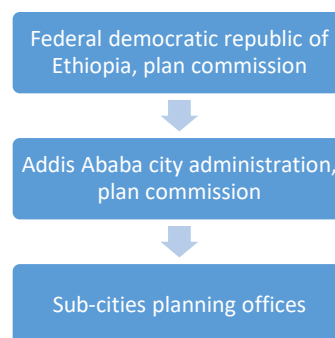 Federal democratic republic of
Ethiopia, plan commission
Addis Ababa city administration,
plan commission
Sub-cities planning offices